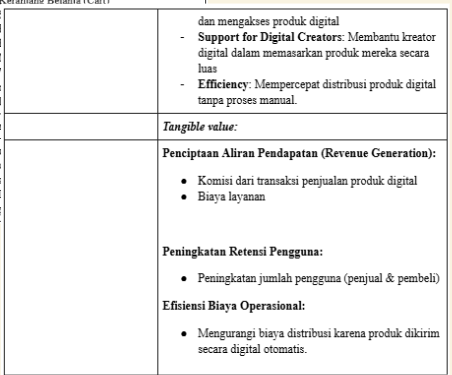 Keranjang Belanja (Cart)
dan mengakses produk digital
- Support for Digital Creators: Membantu kreator
digital dalam memasarkan produk mereka secara
luas
- Efficiency: Mempercepat distribusi produk digital
tanpa proses manual.
Tangible value:
Penciptaan Aliran Pendapatan (Revenue Generation):
● Komisi dari transaksi penjualan produk digital
● Biaya layanan
Peningkatan Retensi Pengguna:
● Peningkatan jumlah pengguna (penjual & pembeli)
Efisiensi Biaya Operasional:
● Mengurangi biaya distribusi karena produk dikirim
secara digital otomatis.